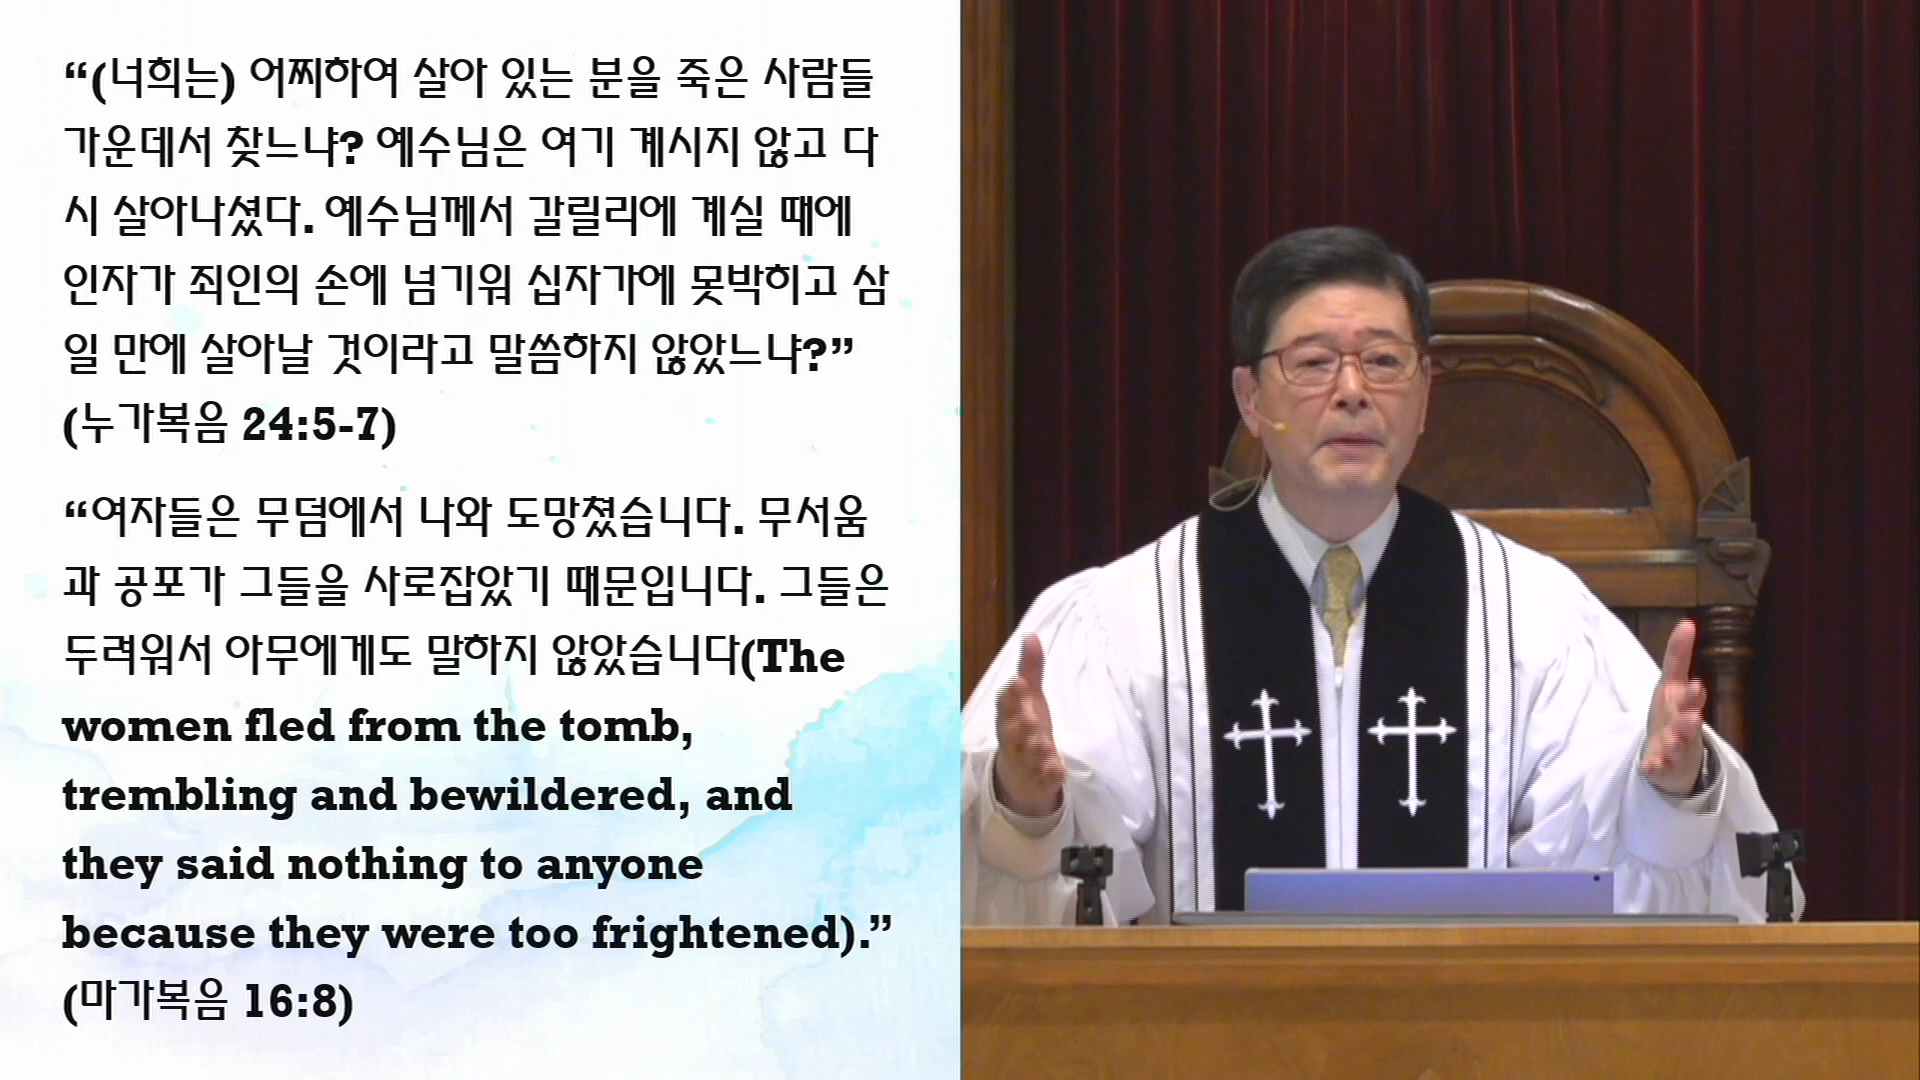 “(너희는) 어찌하여 살아 있는 분을 죽은 사람들
가운데서 찾느냐? 예수님은 여기 계시지 않고 다
시 살아나셨다. 예수님께서 갈릴리에 계실 때에
인자가 죄인의 손에 넘기워 십자가에 못박히고 삼
일 만에 살아날 것이라고 말씀하지 않았느냐?”
(누가복음 24:5-7)
“여자들은 무덤에서 나와 도망쳤습니다. 무서움
과 공포가 그들을 사로잡았기 때문입니다. 그들은
두려워서 아무에게도 말하지 않았습니다(The
women fled from the tomb,
trembling and bewildered, and
they said nothing to anyone
because they were too frightened).”
(마가복음 16:8)